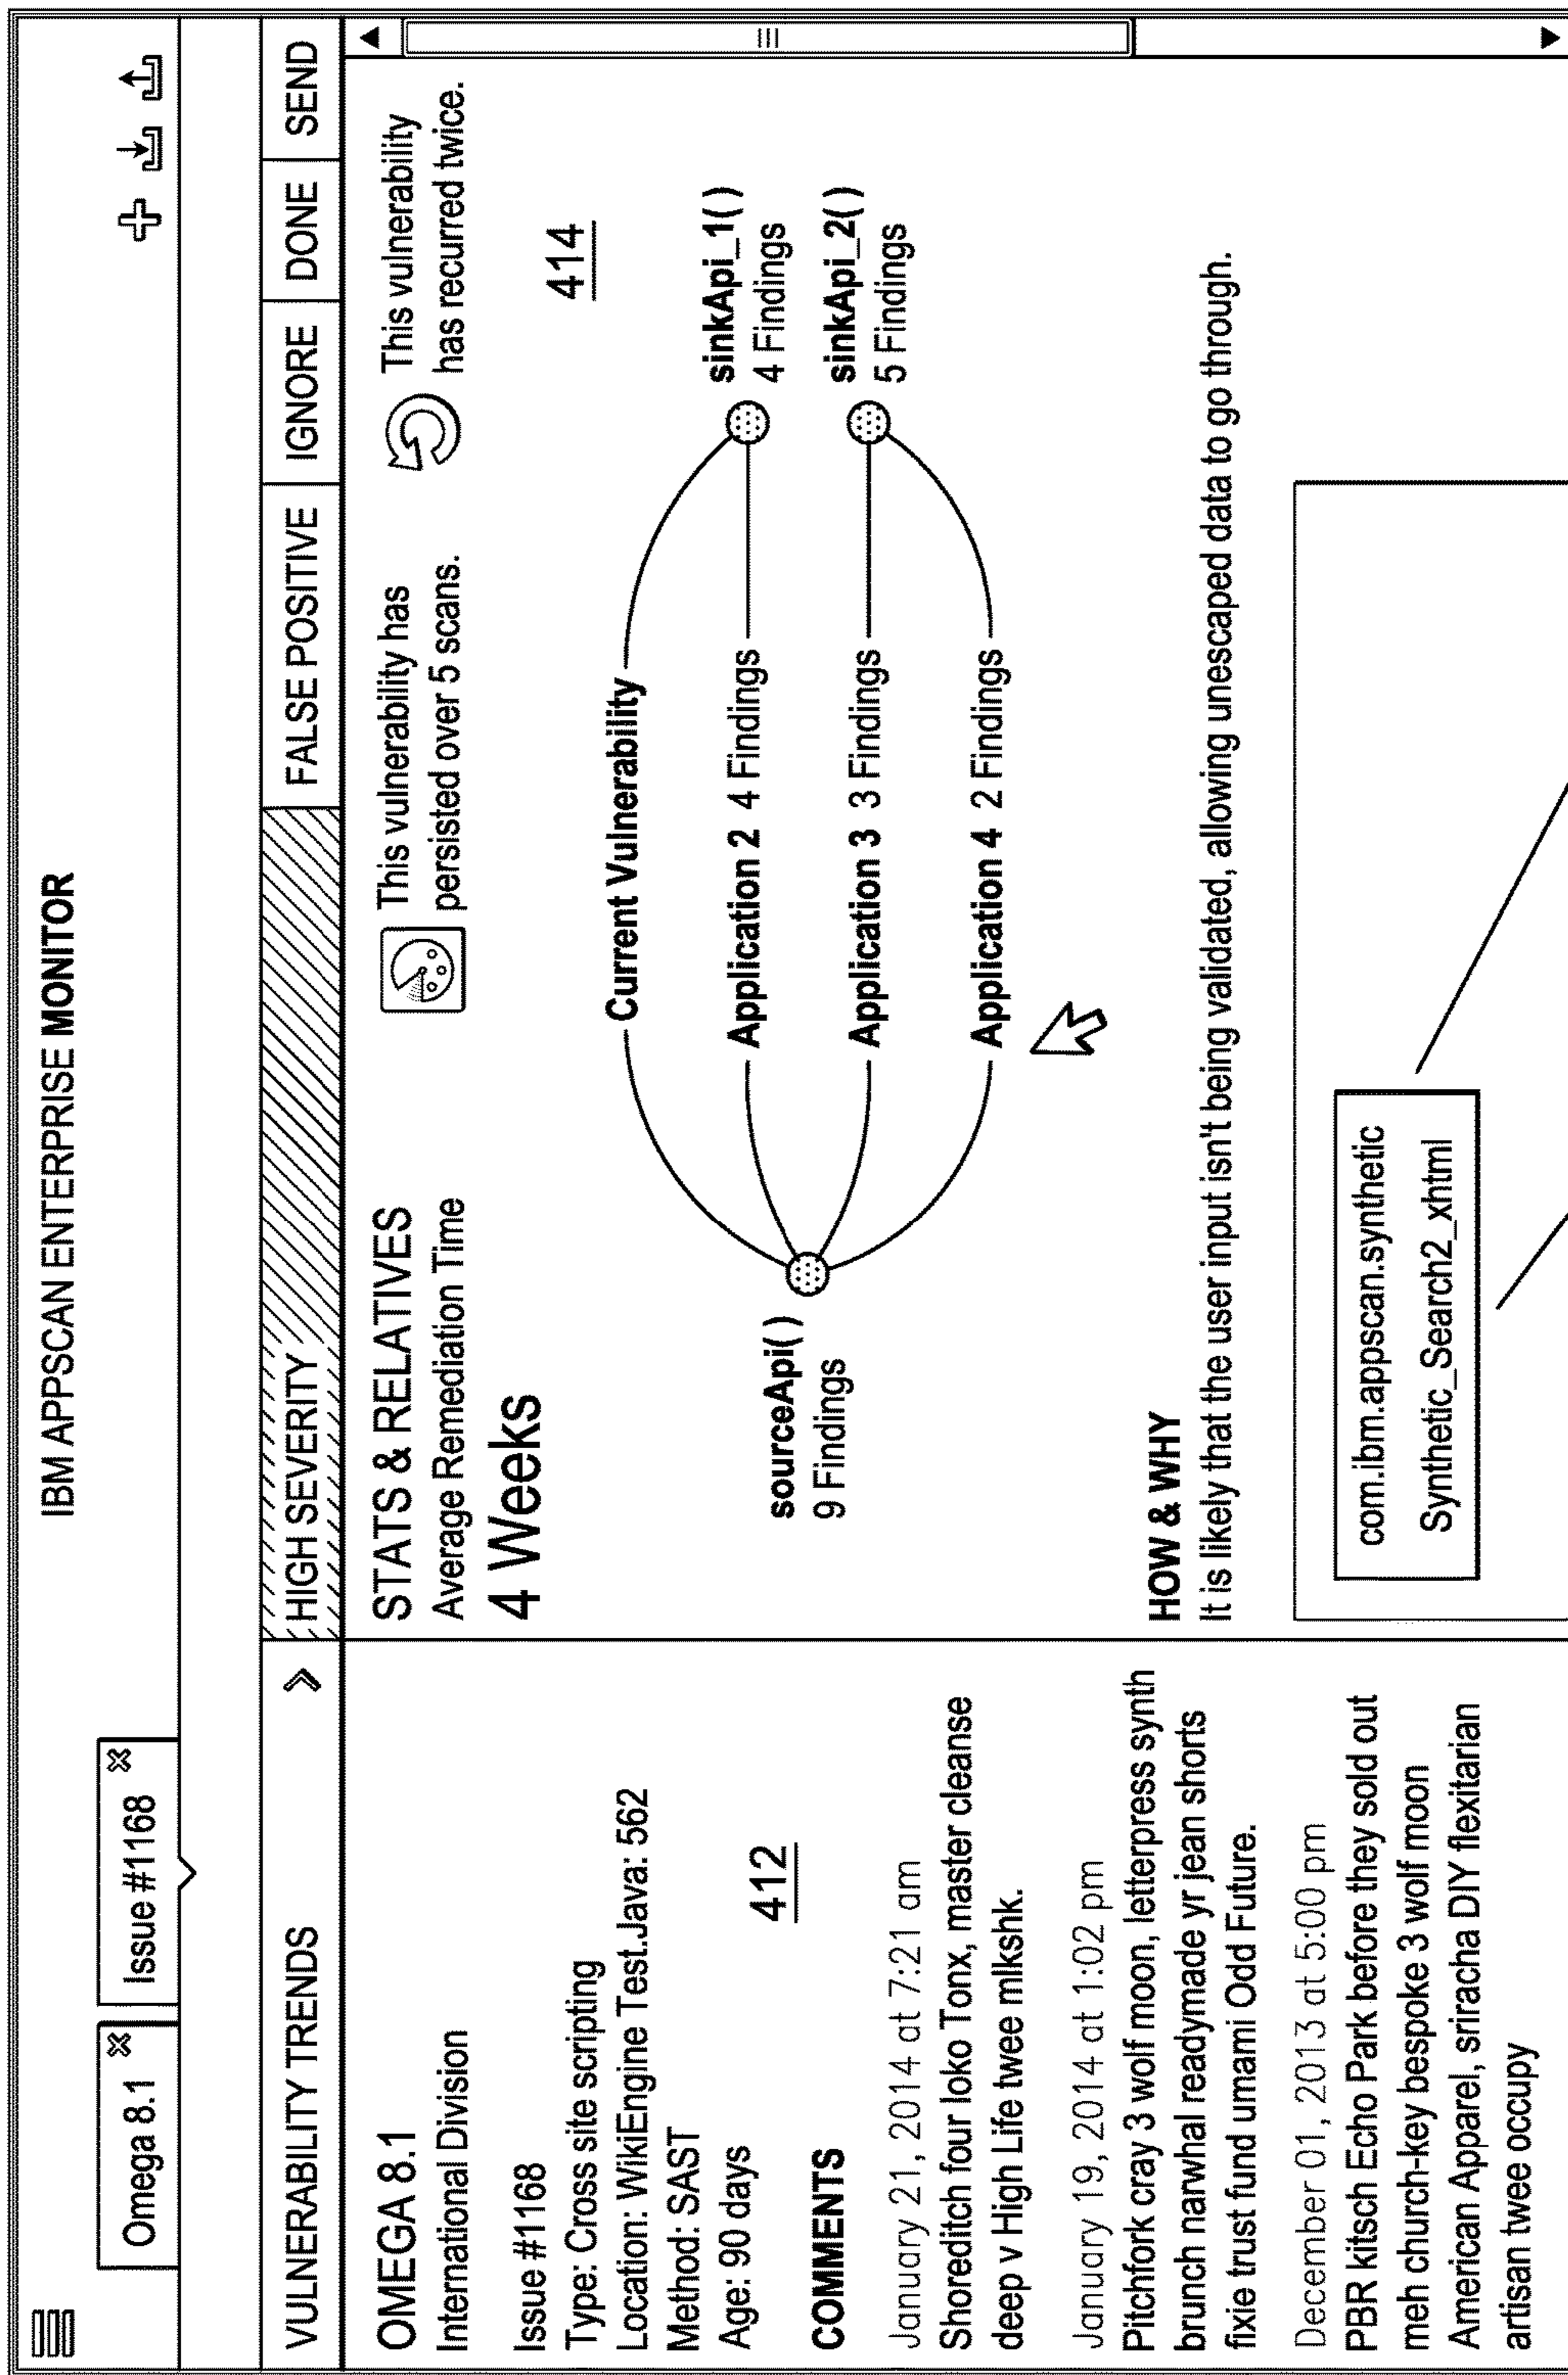 IBM APPSCAN ENTERPRISE MONITOR
Omega 8.1
Issue #1168
VULNERABILITY TRENDS
HIGH SEVERITY
FALSE POSITIVE
IGNORE
DONE
SEND
OMEGA 8.1
International Division
Issue #1168
Type: Cross site scripting
Location: WikiEngine Test.Java: 562
Method: SAST
Age: 90 days
412
COMMENTS
January 21, 2014 at 7:21 am
Shoreditch four loko Tonx, master cleanse
deep v High Life twee mlkshk.
January 19, 2014 at 1:02 pm
Pitchfork cray 3 wolf moon, letterpress synth
brunch narwhal readymade yr jean shorts
fixie trust fund umami Odd Future.
December 01, 2013 at 5:00 pm
PBR kitsch Echo Park before they sold out
meh church-key bespoke 3 wolf moon
American Apparel, sriracha DIY flexitarian
artisan twee occupy
STATS & RELATIVES
Average Remediation Time
4 Weeks
This vulnerability has
persisted over 5 scans.
This vulnerability
has recurred twice.
414
sourceApi( )
9 Findings
Current Vulnerability
Application 2 4 Findings
Application 3 3 Findings
Application 4 2 Findings
sinkApi_1( )
4 Findings
sinkApi_2( )
5 Findings
HOW & WHY
It is likely that the user input isn't being validated, allowing unescaped data to go through.
com.ibm.appscan.synthetic
Synthetic_Search2_xhtml